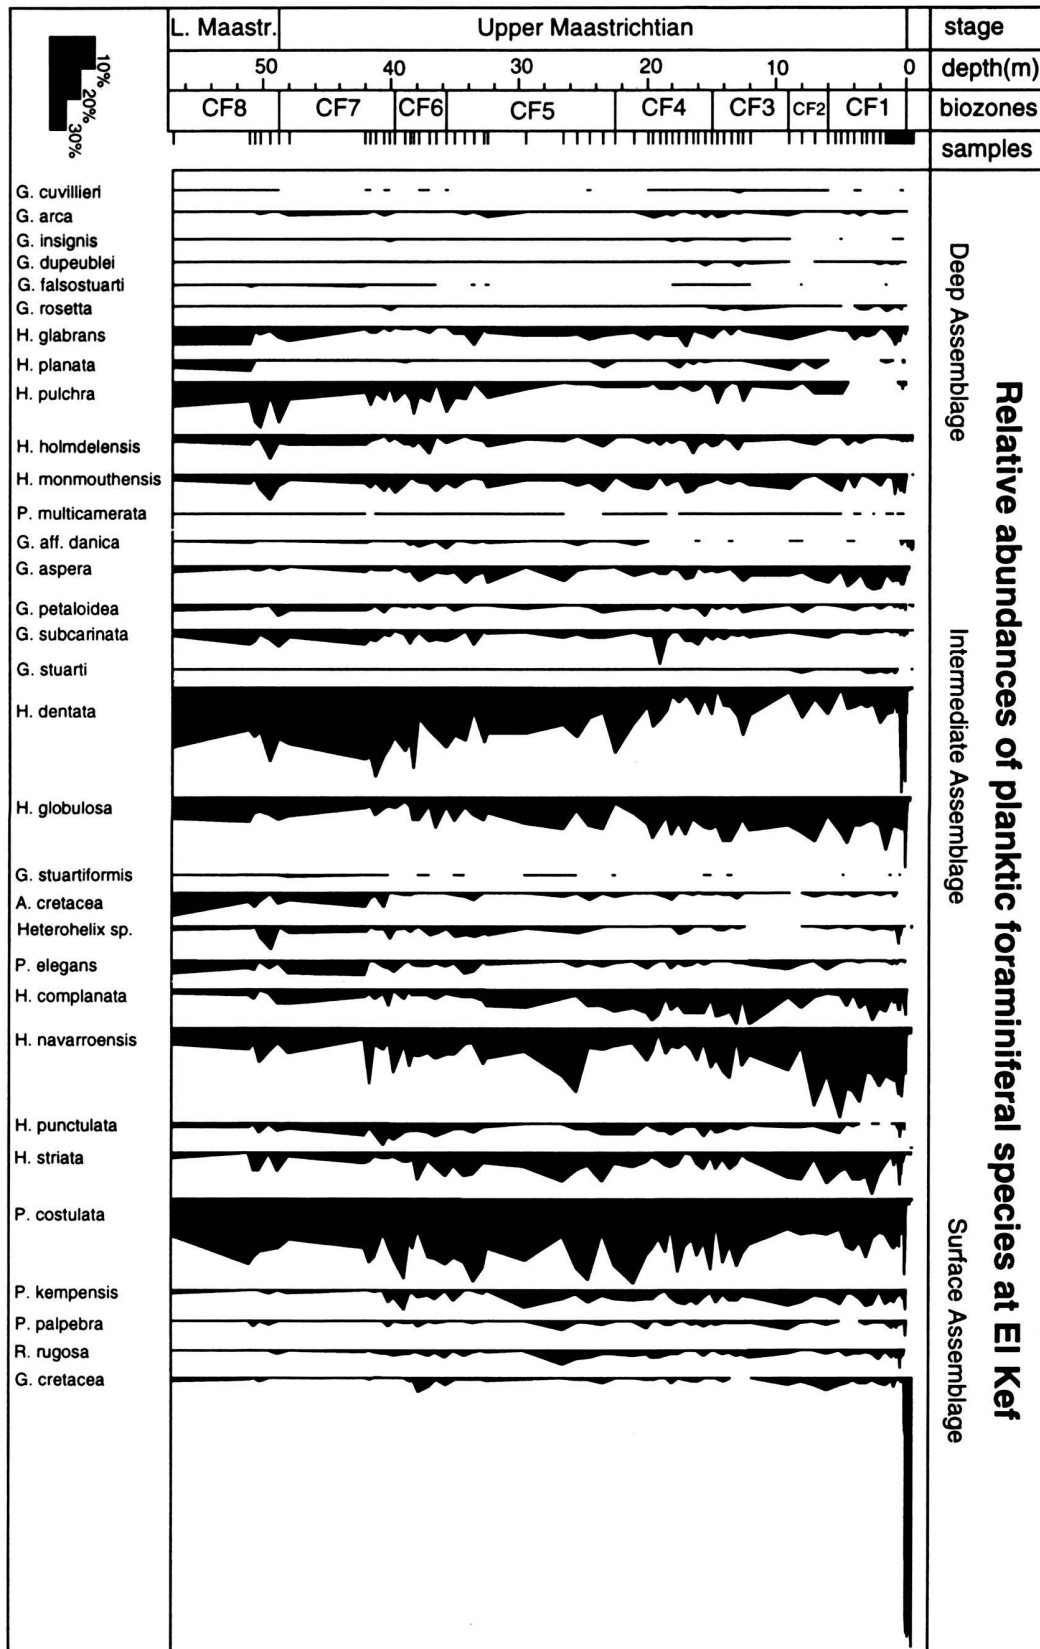 L. Maastr. Upper Maastrichtian stage
50 40 30 20 10 0 depth(m)
CF8 CF7 CF6 CF5 CF4 CF3 CF2 CF1 biozones
samples
10%
20%
30%
G. cuvillieri
G. arca
G. insignis
G. dupeublei
G. falsostuarti
G. rosetta
H. glabrans
H. planata
H. pulchra
H. holmdelensis
H. monmouthensis
P. multicamerata
G. aff. danica
G. aspera
G. petaloidea
G. subcarinata
G. stuarti
H. dentata
H. globulosa
G. stuartiformis
A. cretacea
Heterohelix sp.
P. elegans
H. complanata
H. navarroensis
H. punctulata
H. striata
P. costulata
P. kempensis
P. palpebra
R. rugosa
G. cretacea
Deep Assemblage
Intermediate Assemblage
Surface Assemblage
Relative abundances of planktic foraminiferal species at El Kef